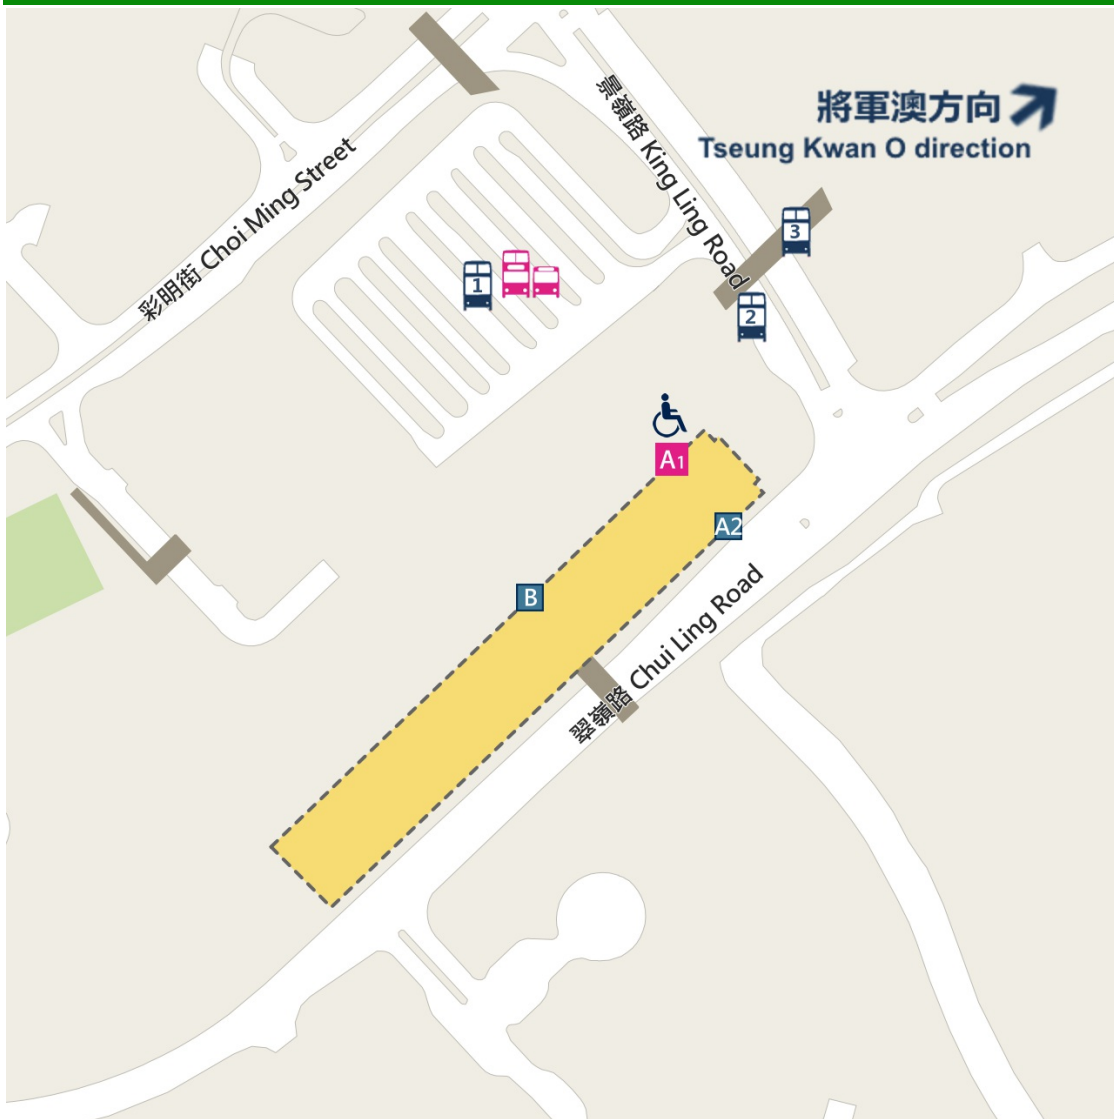 將軍澳方向
Tseung Kwan O direction
景嶺路 King Ling Road
彩明街 Choi Ming Street
3
1
2
A1
A2
B
翠嶺路 Chui Ling Road